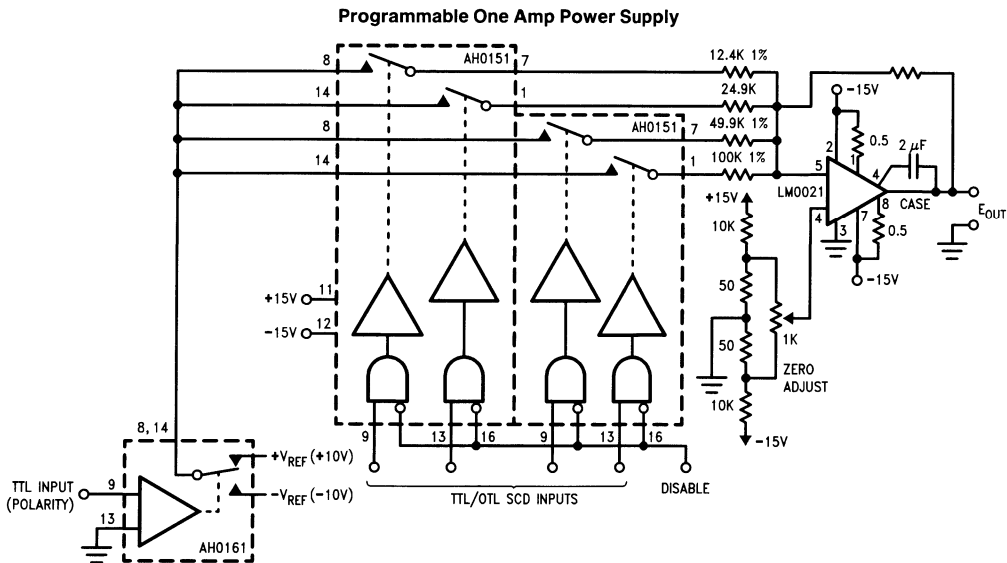 Programmable One Amp Power Supply
8
AH0151
7
12.4K 1%
14
1
24.9K
-15V
8
AH0151
7
49.9K 1%
0.5
2 µF
14
1
100K 1%
2
1
5
4
LM0021
CASE
+15V
4
3
7
8
EOUT
10K
0.5
-15V
+15V
11
50
-15V
12
1K
50
ZERO
ADJUST
10K
-15V
9
13
16
9
13
16
8, 14
+VREF (+10V)
TTL INPUT
(POLARITY)
9
-VREF (-10V)
TTL/OTL SCD INPUTS
DISABLE
13
AH0161